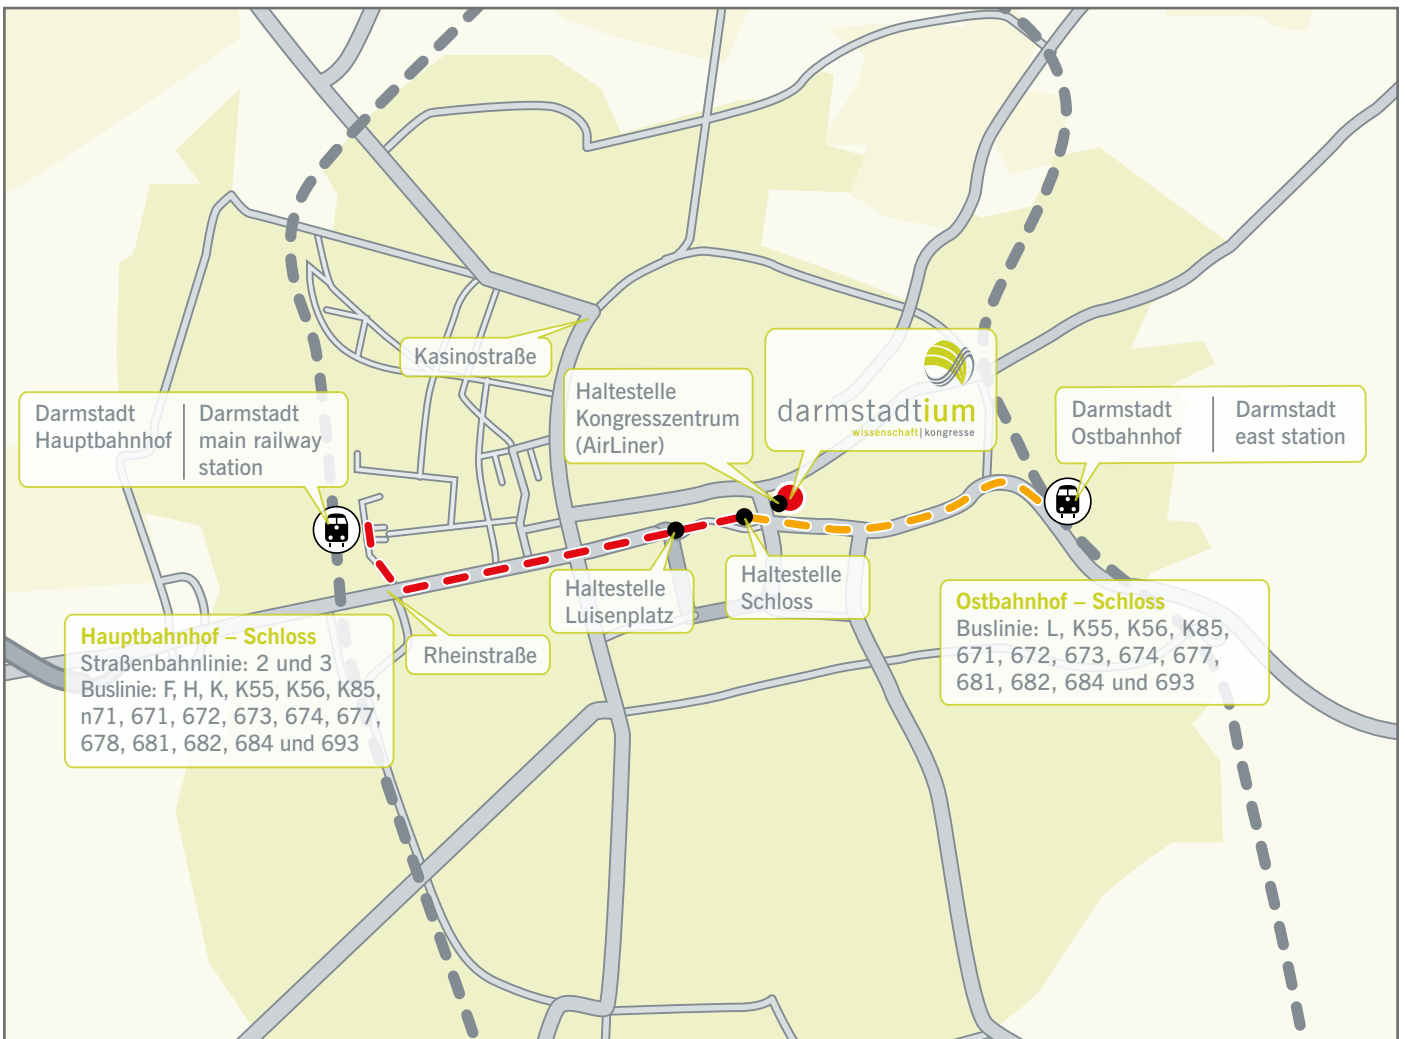 Kasinostraße
Haltestelle
Kongresszentrum
(AirLiner)
darmstadtium
wissenschaft|kongresse
Darmstadt
Hauptbahnhof
Darmstadt
main railway
station
Darmstadt
Ostbahnhof
Darmstadt
east station
Haltestelle
Luisenplatz
Haltestelle
Schloss
Rheinstraße
Hauptbahnhof – Schloss
Straßenbahnlinie: 2 und 3
Buslinie: F, H, K, K55, K56, K85,
n71, 671, 672, 673, 674, 677,
678, 681, 682, 684 und 693
Ostbahnhof – Schloss
Buslinie: L, K55, K56, K85,
671, 672, 673, 674, 677,
681, 682, 684 und 693